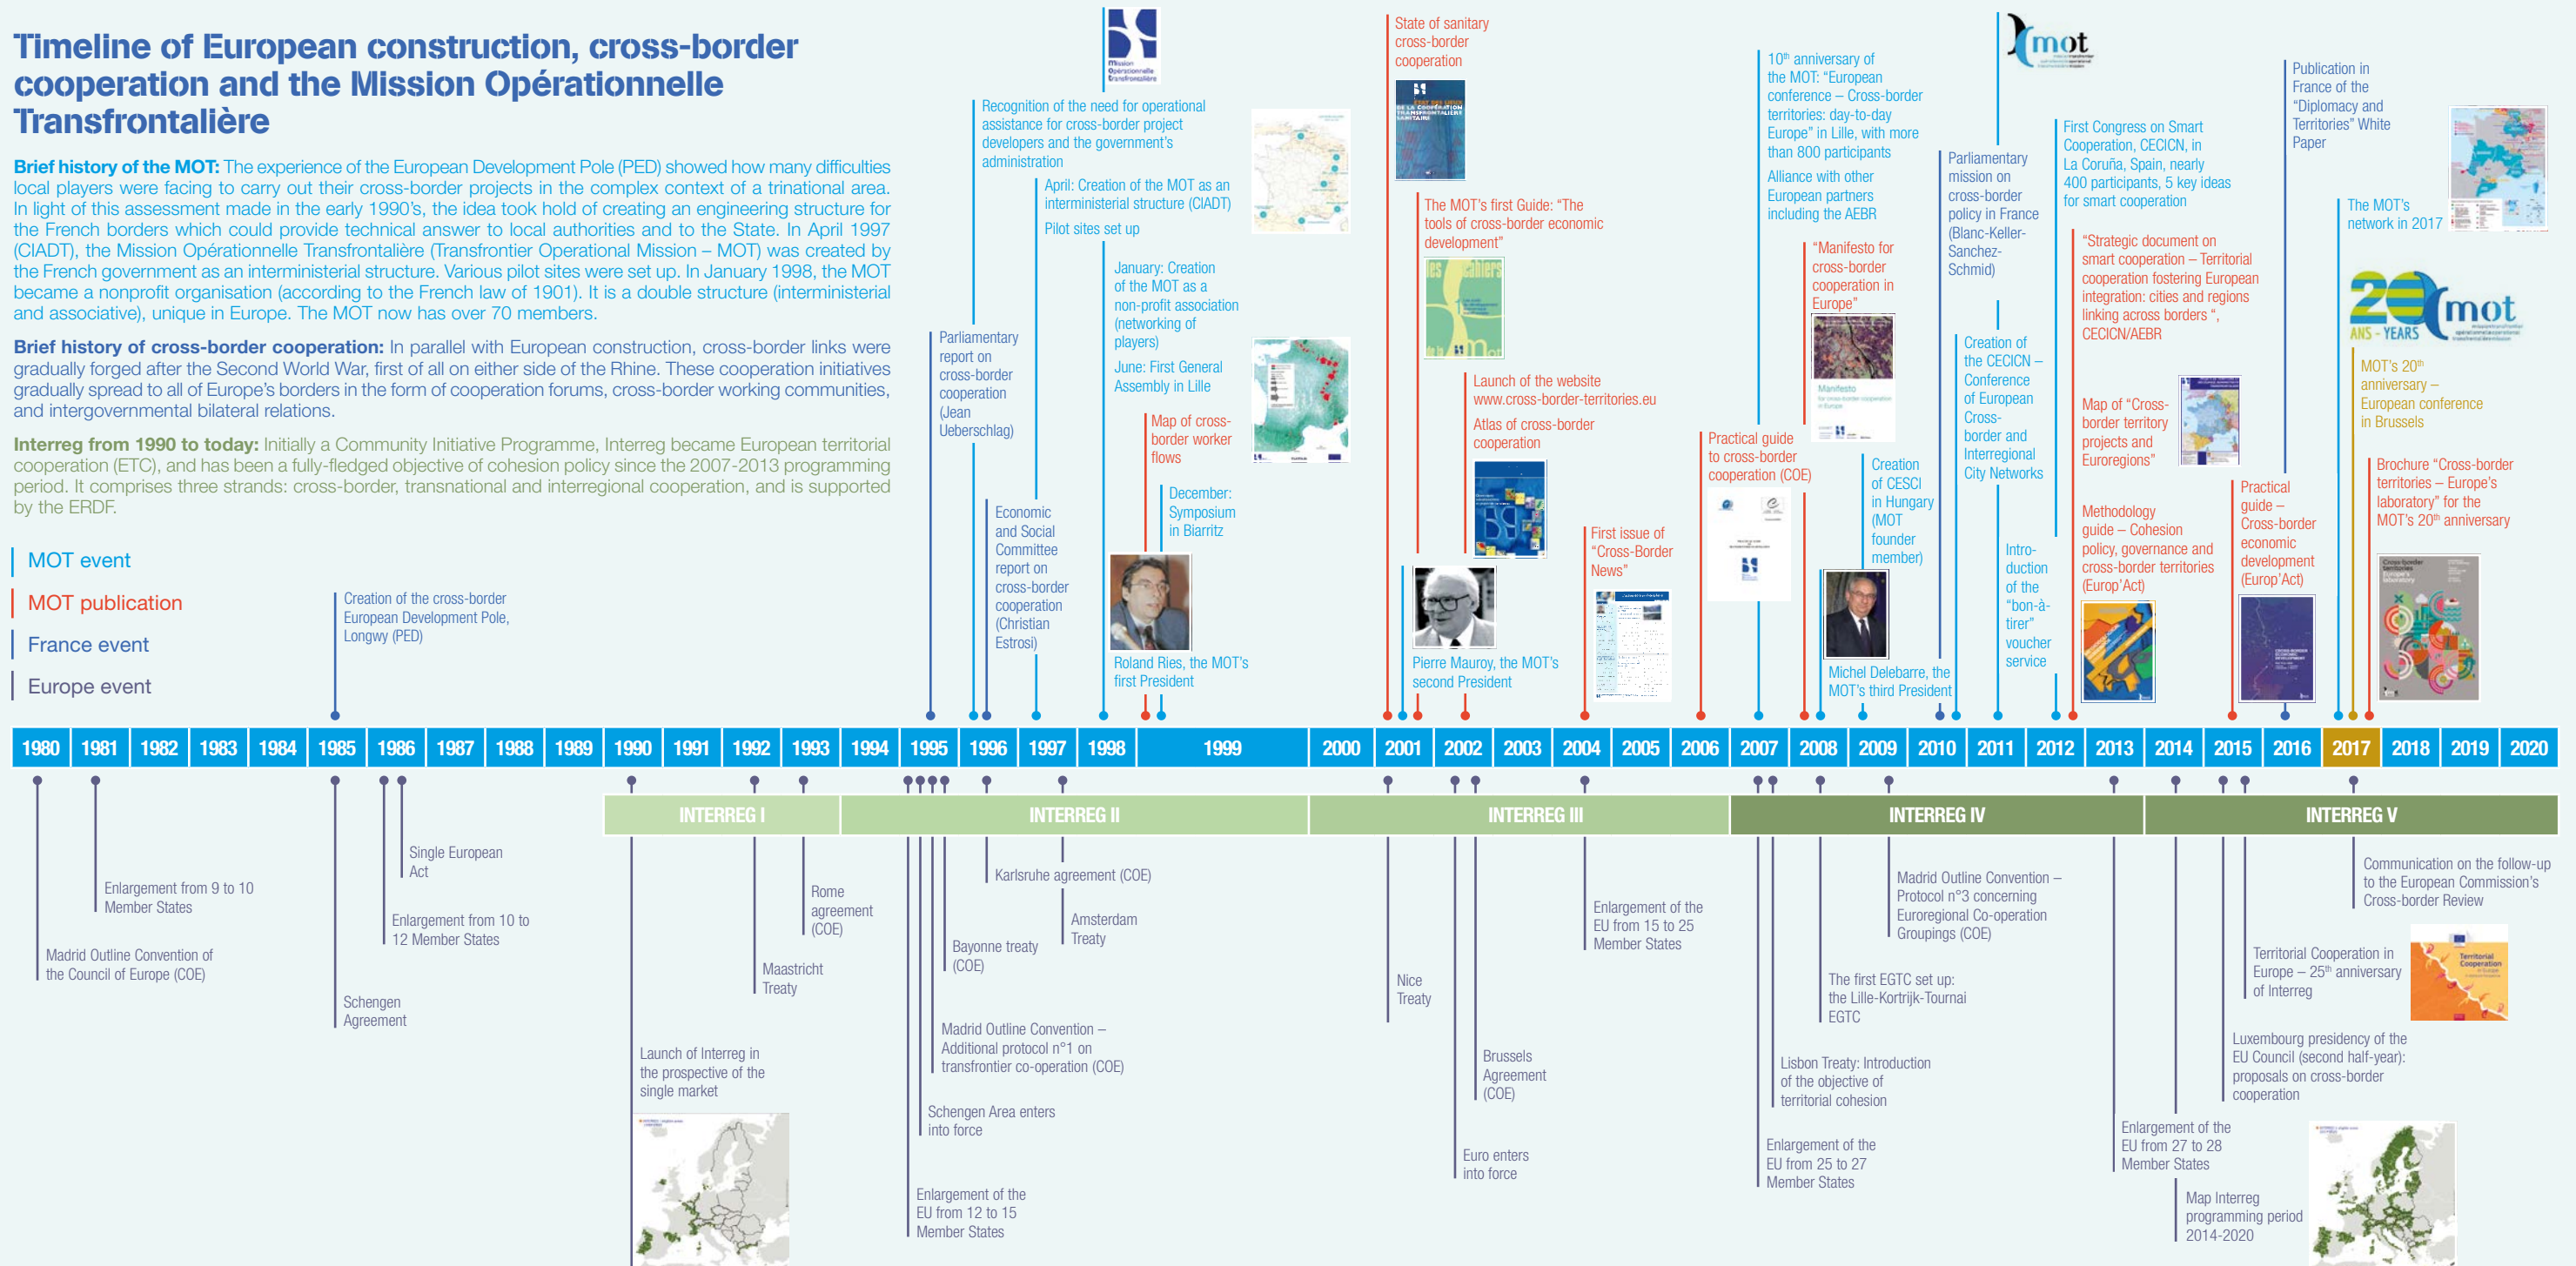 Timeline of European construction, cross-border
cooperation and the Mission Opérationnelle
Transfrontalière
Brief history of the MOT: The experience of the European Development Pole (PED) showed how many difficulties
local players were facing to carry out their cross-border projects in the complex context of a trinational area.
In light of this assessment made in the early 1990's, the idea took hold of creating an engineering structure for
the French borders which could provide technical answer to local authorities and to the State. In April 1997
(CIADT), the Mission Opérationnelle Transfrontalière (Transfrontier Operational Mission – MOT) was created by
the French government as an interministerial structure. Various pilot sites were set up. In January 1998, the MOT
became a nonprofit organisation (according to the French law of 1901). It is a double structure (interministerial
and associative), unique in Europe. The MOT now has over 70 members.
Brief history of cross-border cooperation: In parallel with European construction, cross-border links were
gradually forged after the Second World War, first of all on either side of the Rhine. These cooperation initiatives
gradually spread to all of Europe's borders in the form of cooperation forums, cross-border working communities,
and intergovernmental bilateral relations.
Interreg from 1990 to today: Initially a Community Initiative Programme, Interreg became European territorial
cooperation (ETC), and has been a fully-fledged objective of cohesion policy since the 2007-2013 programming
period. It comprises three strands: cross-border, transnational and interregional cooperation, and is supported
by the ERDF.
MOT event
MOT publication
France event
Europe event
Creation of the cross-border
European Development Pole,
Longwy (PED)
Parliamentary
report on
cross-border
cooperation
(Jean
Ueberschlag)
Recognition of the need for operational
assistance for cross-border project
developers and the government's
administration
Economic
and Social
Committee
report on
cross-border
cooperation
(Christian
Estrosi)
April: Creation of the MOT as an
interministerial structure (CIADT)
Pilot sites set up
Mission
Opérationnelle
Transfrontalière
January: Creation
of the MOT as a
non-profit association
(networking of
players)
June: First General
Assembly in Lille
Map of cross-
border worker
flows
December:
Symposium
in Biarritz
Roland Ries, the MOT's
first President
State of sanitary
cross-border
cooperation
ETAT DES LIEUX
DE LA COOPÉRATION
TRANSFRONTALIÈRE
SANITAIRE
The MOT's first Guide: “The
tools of cross-border economic
development”
les cahiers
de la mot
Launch of the website
www.cross-border-territories.eu
Atlas of cross-border
cooperation
Pierre Mauroy, the MOT's
second President
First issue of
“Cross-Border
News”
Practical guide
to cross-border
cooperation (COE)
10th anniversary of
the MOT: “European
conference – Cross-border
territories: day-to-day
Europe” in Lille, with more
than 800 participants
Alliance with other
European partners
including the AEBR
“Manifesto for
cross-border
cooperation in
Europe”
Manifesto
for cross-border cooperation
in Europe
Creation
of CESCI
in Hungary
(MOT
founder
member)
Michel Delebarre, the
MOT's third President
Parliamentary
mission on
cross-border
policy in France
(Blanc-Keller-
Sanchez-
Schmid)
Creation of
the CECICN –
Conference
of European
Cross-
border and
Interregional
City Networks
mot
Intro-
duction
of the
“bon-à-
tirer”
voucher
service
First Congress on Smart
Cooperation, CECICN, in
La Coruña, Spain, nearly
400 participants, 5 key ideas
for smart cooperation
“Strategic document on
smart cooperation – Territorial
cooperation fostering European
integration: cities and regions
linking across borders “,
CECICN/AEBR
Map of “Cross-
border territory
projects and
Euroregions”
Methodology
guide – Cohesion
policy, governance and
cross-border territories
(Europ'Act)
Practical
guide –
Cross-border
economic
development
(Europ'Act)
CROSS-BORDER
ECONOMIC
DEVELOPMENT
Publication in
France of the
“Diplomacy and
Territories” White
Paper
The MOT's
network in 2017
20 mot
ANS - YEARS
MOT's 20th
anniversary –
European conference
in Brussels
Brochure “Cross-border
territories – Europe's
laboratory” for the
MOT's 20th anniversary
Cross-border
territories
Europe's
laboratory
1980 1981 1982 1983 1984 1985 1986 1987 1988 1989 1990 1991 1992 1993 1994 1995 1996 1997 1998 1999 2000 2001 2002 2003 2004 2005 2006 2007 2008 2009 2010 2011 2012 2013 2014 2015 2016 2017 2018 2019 2020
INTERREG I INTERREG II INTERREG III INTERREG IV INTERREG V
Madrid Outline Convention of
the Council of Europe (COE)
Enlargement from 9 to 10
Member States
Schengen
Agreement
Enlargement from 10 to
12 Member States
Single European
Act
Launch of Interreg in
the prospective of the
single market
Maastricht
Treaty
Rome
agreement
(COE)
Enlargement of the
EU from 12 to 15
Member States
Schengen Area enters
into force
Madrid Outline Convention –
Additional protocol n°1 on
transfrontier co-operation (COE)
Bayonne treaty
(COE)
Karlsruhe agreement (COE)
Amsterdam
Treaty
Nice
Treaty
Euro enters
into force
Brussels
Agreement
(COE)
Enlargement of the
EU from 15 to 25
Member States
Enlargement of the
EU from 25 to 27
Member States
Lisbon Treaty: Introduction
of the objective of
territorial cohesion
The first EGTC set up:
the Lille-Kortrijk-Tournai
EGTC
Madrid Outline Convention –
Protocol n°3 concerning
Euroregional Co-operation
Groupings (COE)
Enlargement of the
EU from 27 to 28
Member States
Map Interreg
programming period
2014-2020
Luxembourg presidency of the
EU Council (second half-year):
proposals on cross-border
cooperation
Territorial Cooperation in
Europe – 25th anniversary
of Interreg
Territorial
Cooperation
in Europe
Communication on the follow-up
to the European Commission's
Cross-border Review